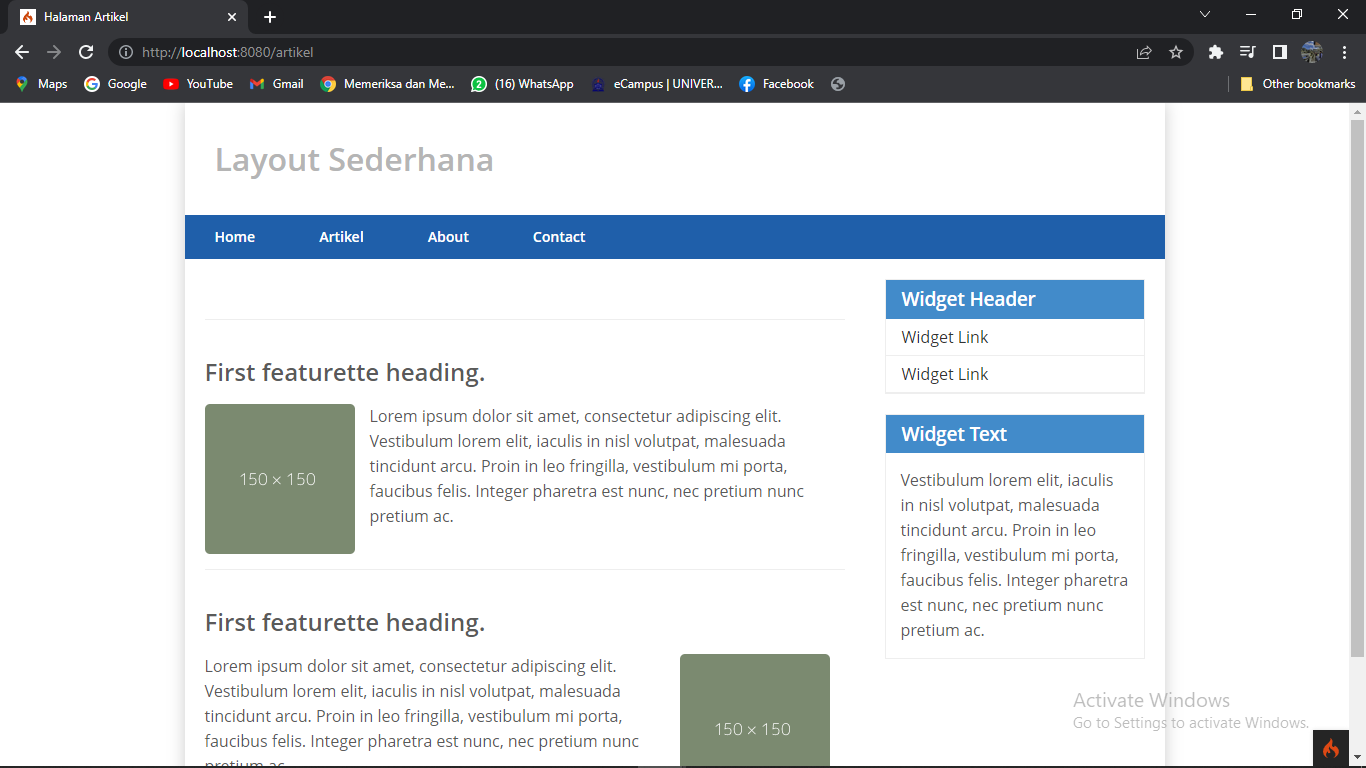 Halaman Artikel
http://localhost:8080/artikel
Maps Google YouTube Gmail Memeriksa dan Me... 2 (16) WhatsApp eCampus | UNIVER... Facebook Other bookmarks
Layout Sederhana
Home Artikel About Contact
First featurette heading.
150 × 150
Lorem ipsum dolor sit amet, consectetur adipiscing elit.
Vestibulum lorem elit, iaculis in nisl volutpat, malesuada
tincidunt arcu. Proin in leo fringilla, vestibulum mi porta,
faucibus felis. Integer pharetra est nunc, nec pretium nunc
pretium ac.
First featurette heading.
Lorem ipsum dolor sit amet, consectetur adipiscing elit.
Vestibulum lorem elit, iaculis in nisl volutpat, malesuada
tincidunt arcu. Proin in leo fringilla, vestibulum mi porta,
faucibus felis. Integer pharetra est nunc, nec pretium nunc
pretium ac.
150 × 150
Widget Header
Widget Link
Widget Link
Widget Text
Vestibulum lorem elit, iaculis
in nisl volutpat, malesuada
tincidunt arcu. Proin in leo
fringilla, vestibulum mi porta,
faucibus felis. Integer pharetra
est nunc, nec pretium nunc
pretium ac.
Activate Windows
Go to Settings to activate Windows.